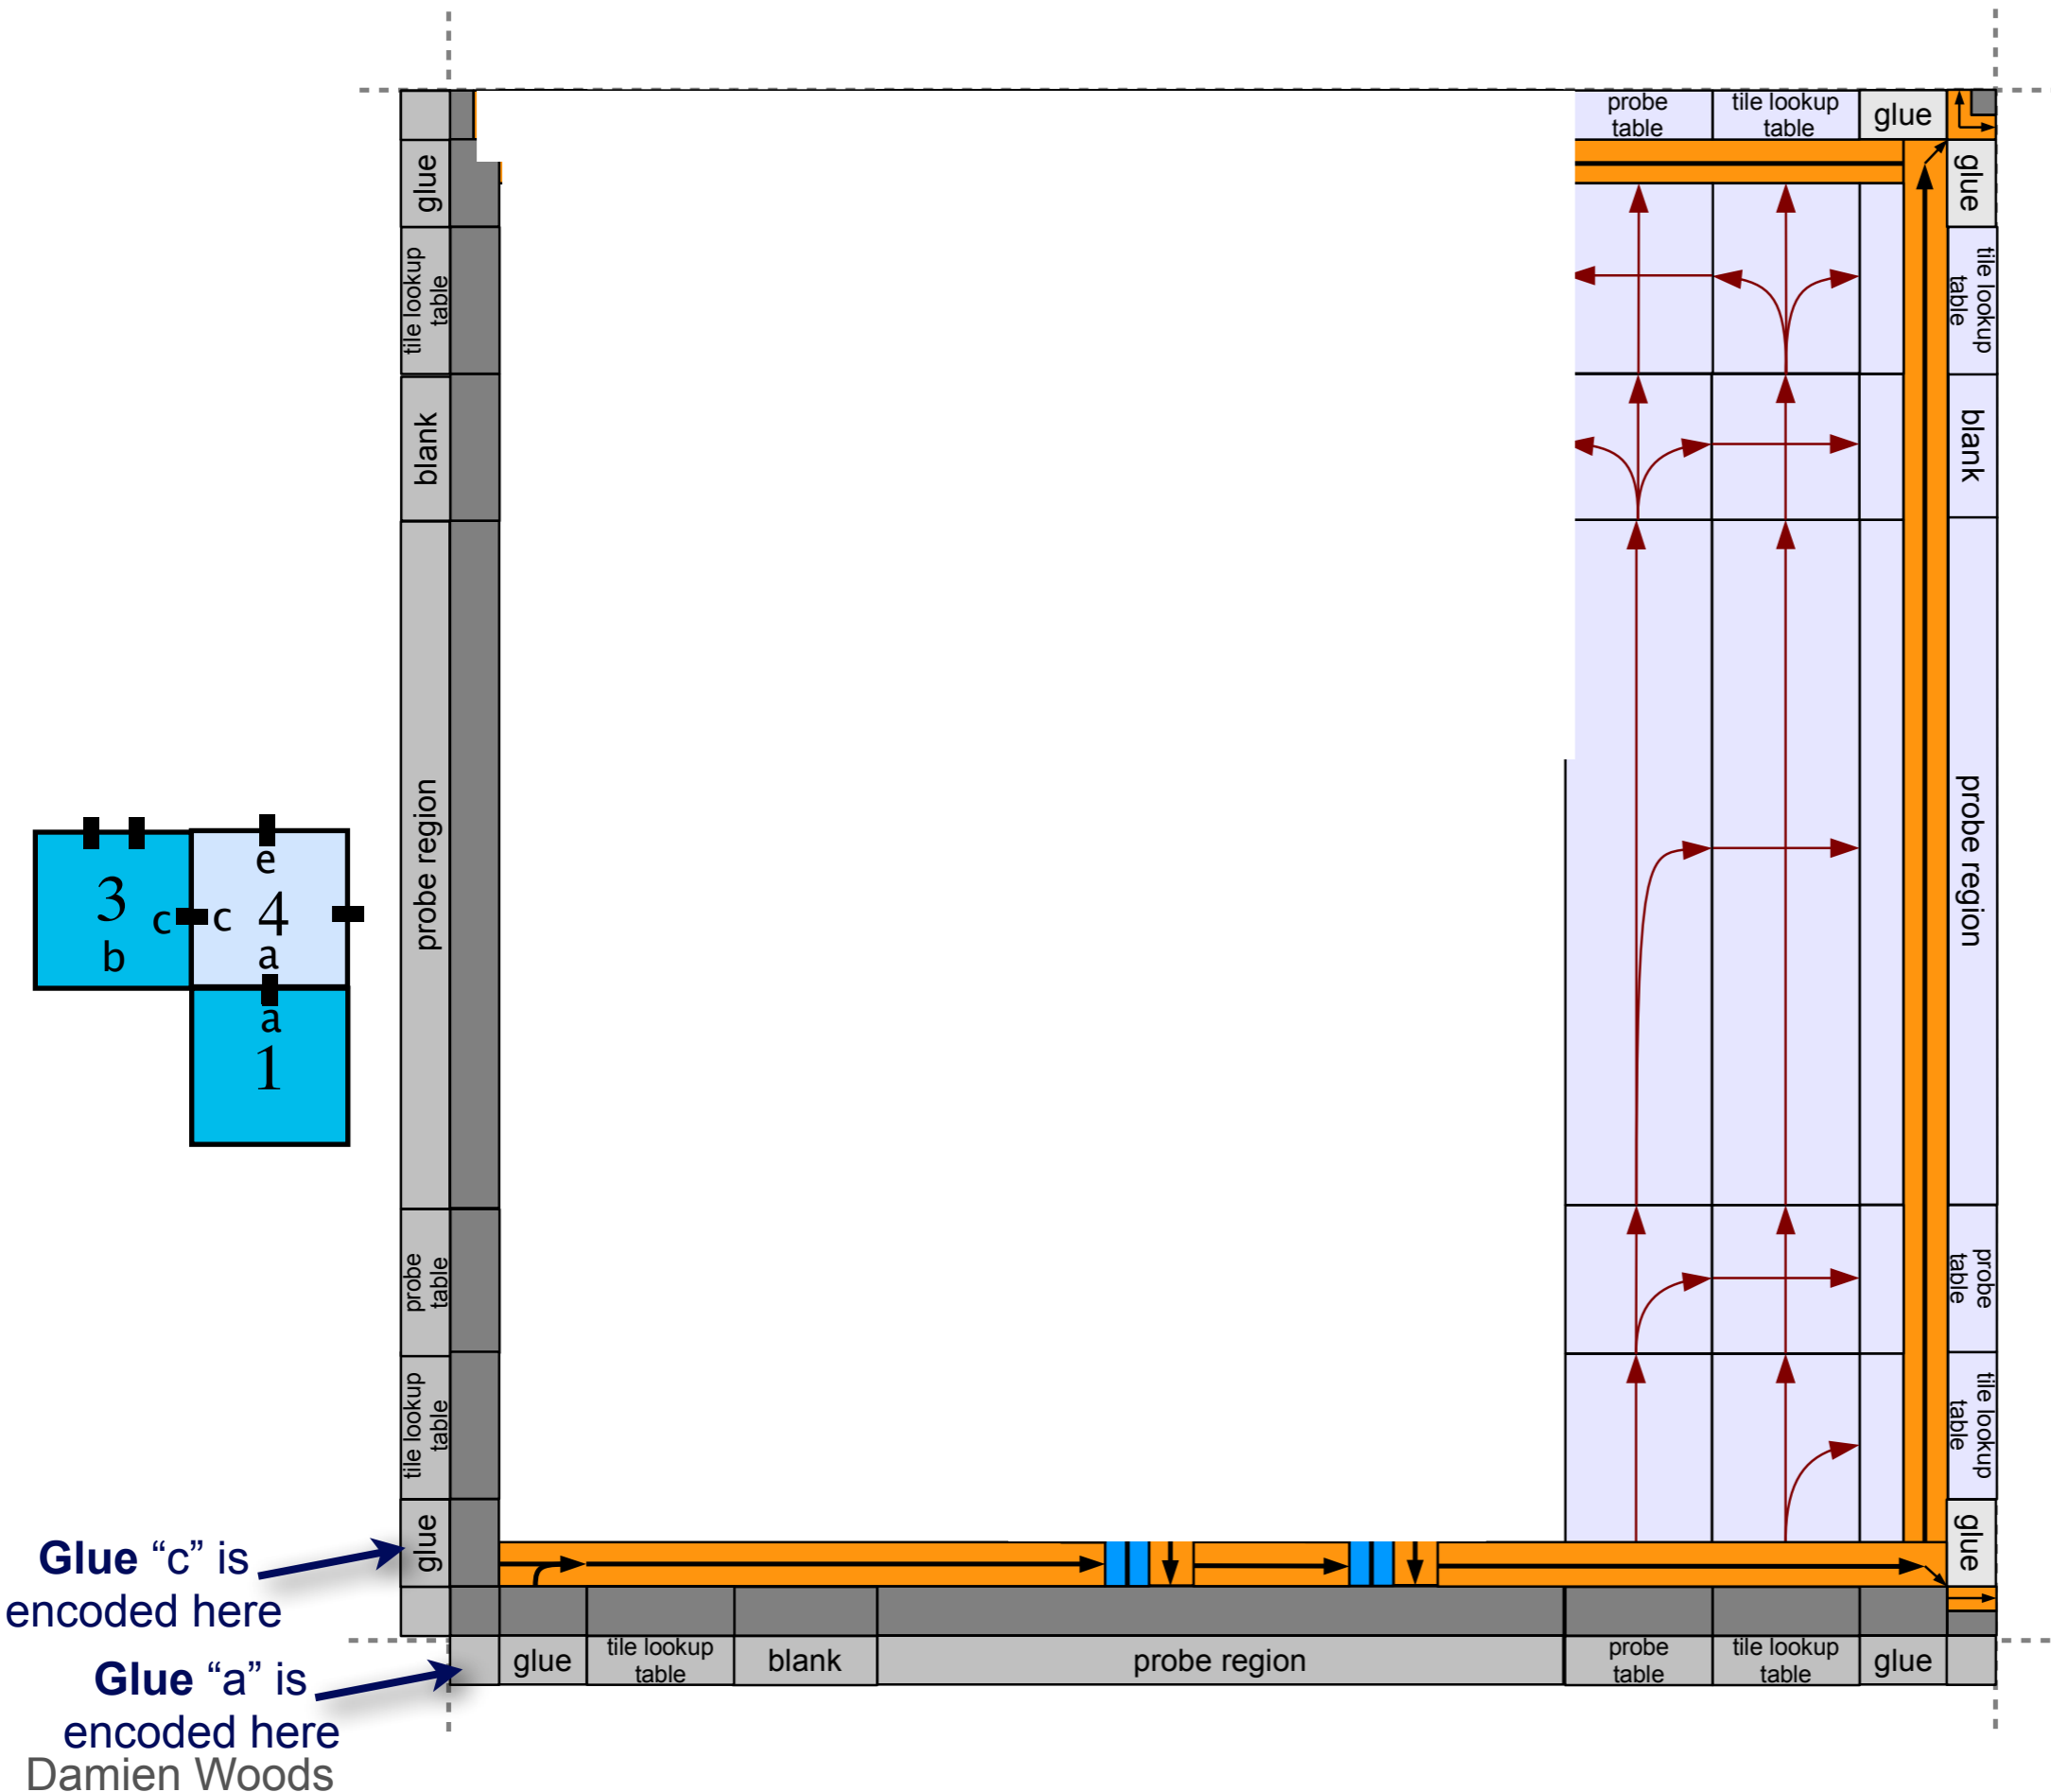 probe
table
tile lookup
table
glue
glue
tile lookup
table
blank
probe region
probe
table
tile lookup
table
glue
glue
tile lookup
table
blank
probe region
probe
table
tile lookup
table
glue
3
c
b
e
c
4
a
a
1
Glue “c” is
encoded here
Glue “a” is
encoded here
glue
tile lookup
table
blank
probe region
probe
table
tile lookup
table
glue
Damien Woods